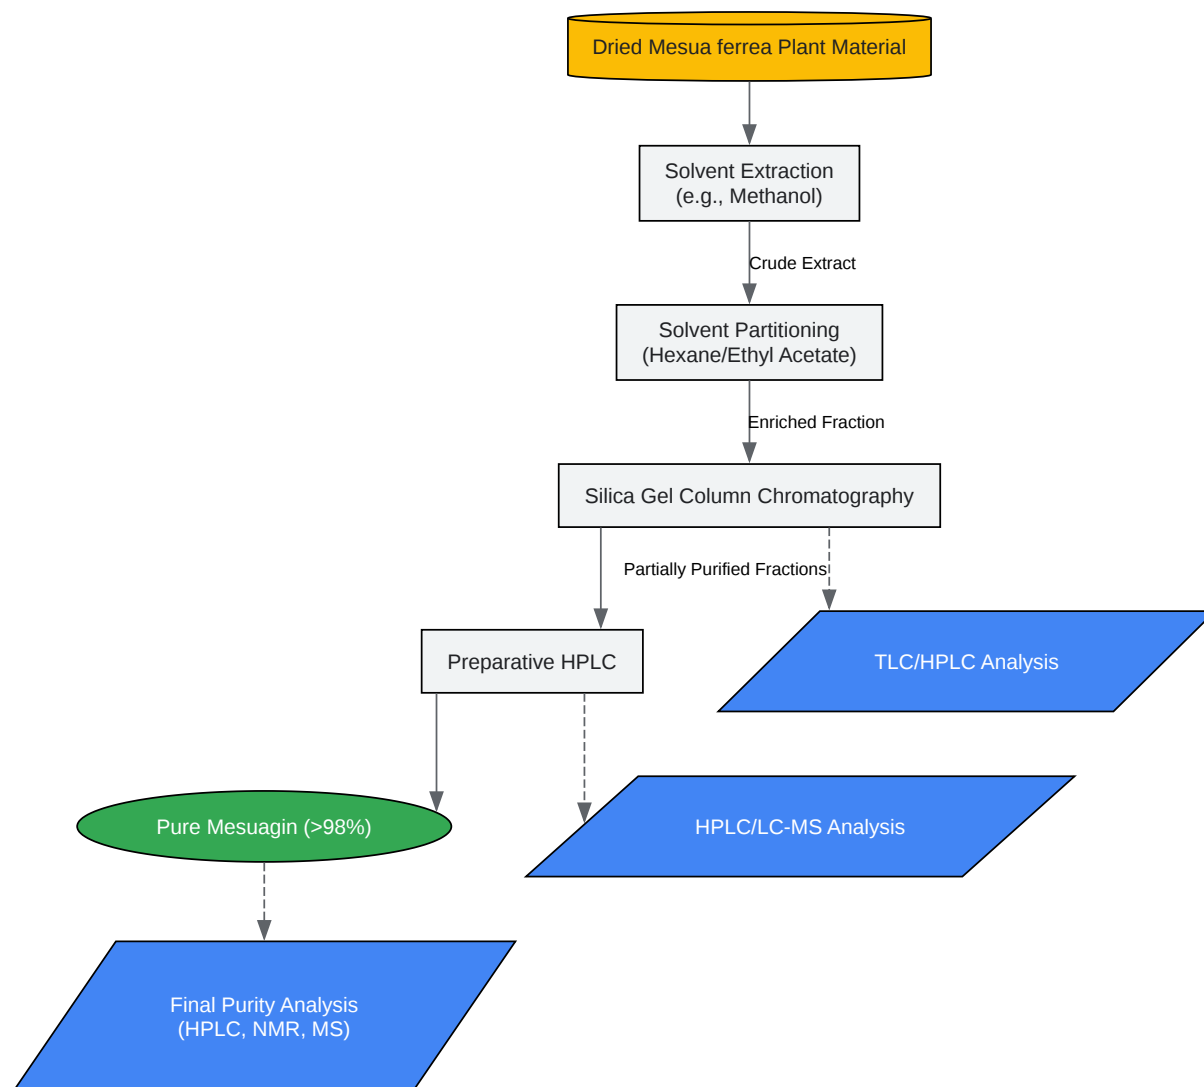 Dried Mesua ferrea Plant Material
Solvent Extraction
(e.g., Methanol)
Crude Extract
Solvent Partitioning
(Hexane/Ethyl Acetate)
Enriched Fraction
Silica Gel Column Chromatography
Partially Purified Fractions
Preparative HPLC
TLC/HPLC Analysis
Pure Mesuagin (>98%)
HPLC/LC-MS Analysis
Final Purity Analysis
(HPLC, NMR, MS)